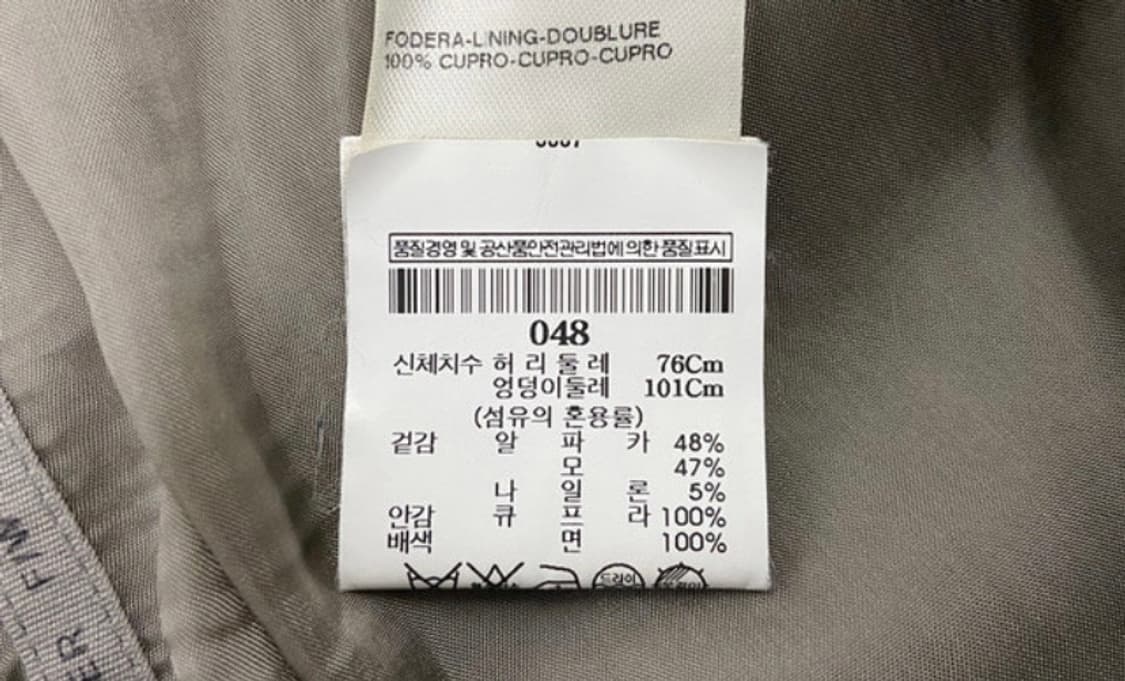 FODERA-LINING-DOUBLURE
100% CUPRO-CUPRO-CUPRO
품질경영 및 공산품안전관리법에 의한 품질표시
048
신체치수 허 리 둘 레 76Cm
엉덩이둘레 101Cm
(섬유의 혼용률)
겉감 알 파 카 48%
모 47%
나 일 론 5%
안감 큐 프 라 100%
배색 면 100%
드라이